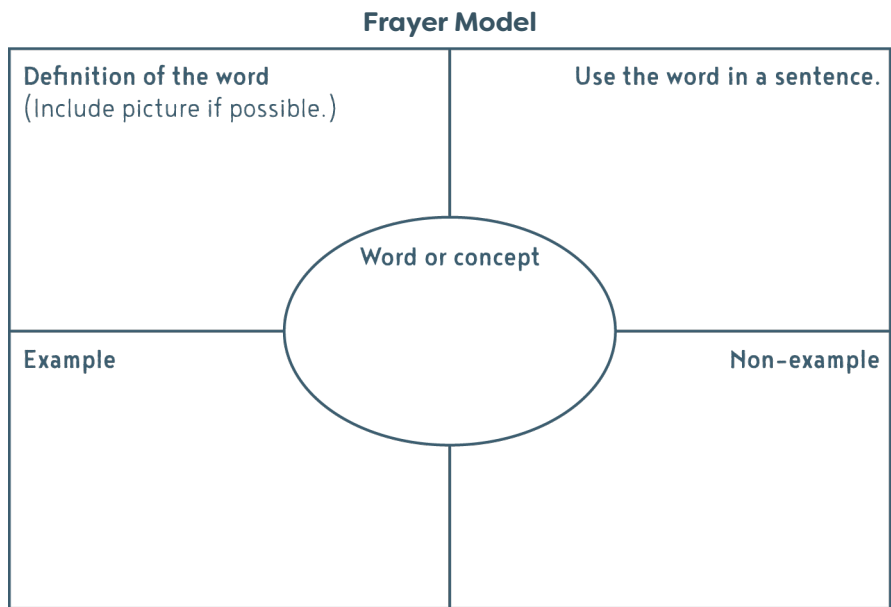 Frayer Model
Definition of the word
(Include picture if possible.)
Use the word in a sentence.
Word or concept
Example
Non-example